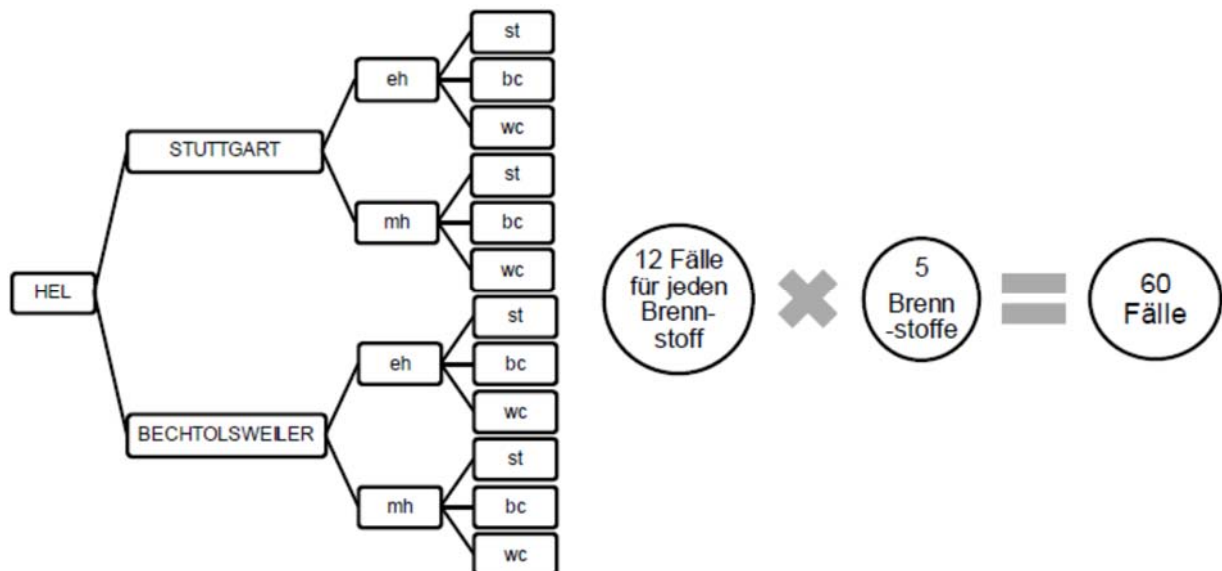 st
eh
bc
wc
STUTTGART
st
mh
bc
wc
HEL
st
eh
bc
wc
BECHTOLSWEILER
st
mh
bc
wc
12 Fälle
für jeden
Brenn-
stoff
5
Brenn
-stoffe
60
Fälle